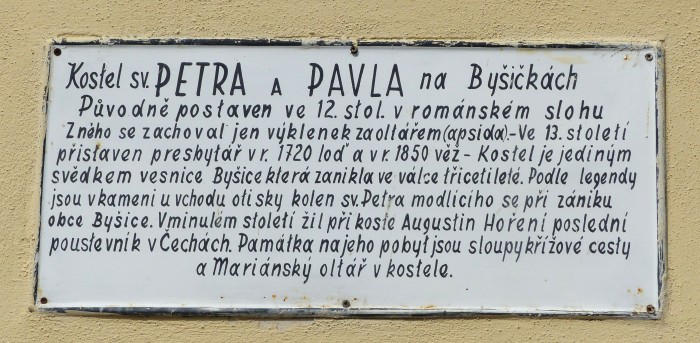 Kostel sv. PETRA A PAVLA na Byšičkách
Původně postaven ve 12. stol. v románském slohu
Z něho se zachoval jen výklenek za oltářem (apsida).-Ve 13. století
přistaven presbytář v r. 1720 loď a v r. 1850 věž - Kostel je jediným
svědkem vesnice Byšice která zanikla ve válce třicetileté. Podle legendy
jsou v kameni u vchodu otisky kolen sv. Petra modlícího se při zániku
obce Byšice. V minulém století žil při koste Augustin Hoření poslední
poustevník v Čechách. Památka na jeho pobyt jsou sloupy křížové cesty
a Mariánský oltář v kostele.